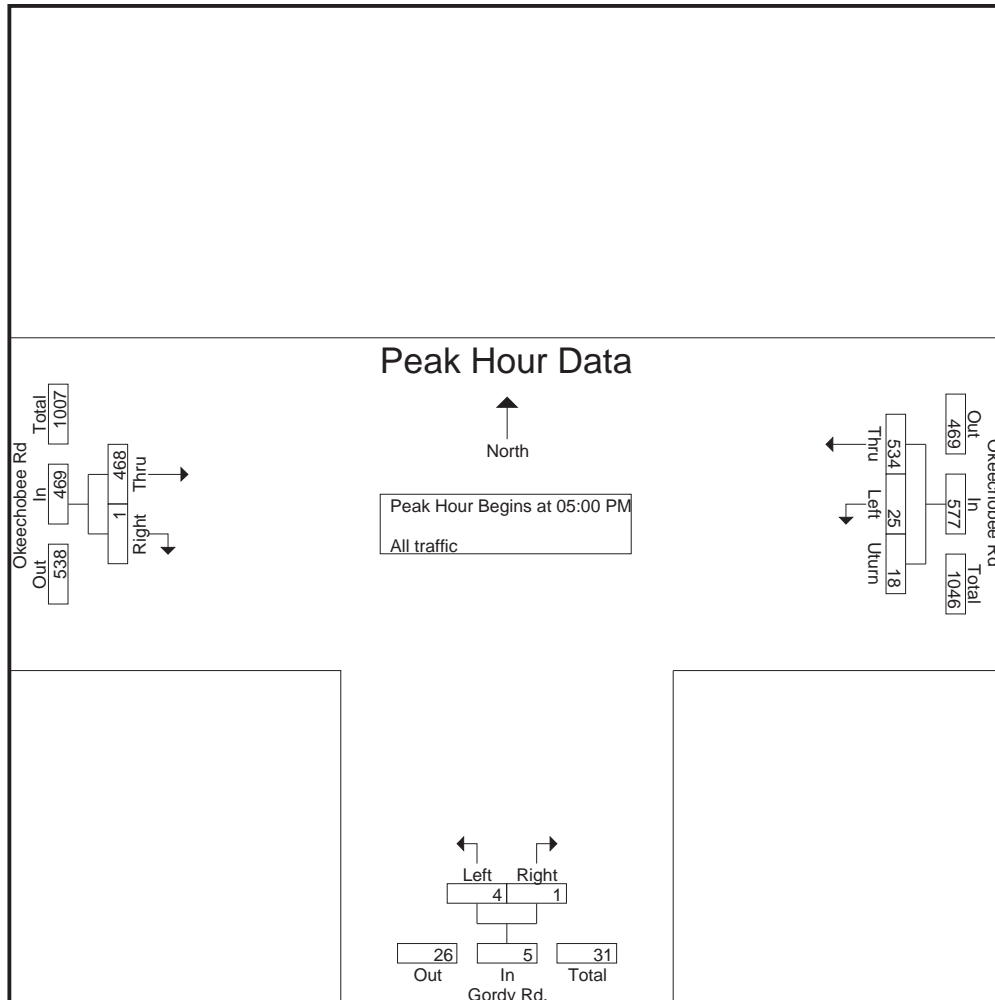 Peak Hour Data
North
Peak Hour Begins at 05:00 PM
All traffic
Okeechobee Rd
Total
In
Out
1007
469
538
468
1
Thru
Right
Out
In
Total
469
577
1046
Thru
Left
Uturn
534
25
18
Okeechobee Rd
Left
Right
4
1
26
5
31
Out
In
Total
Gordy Rd.